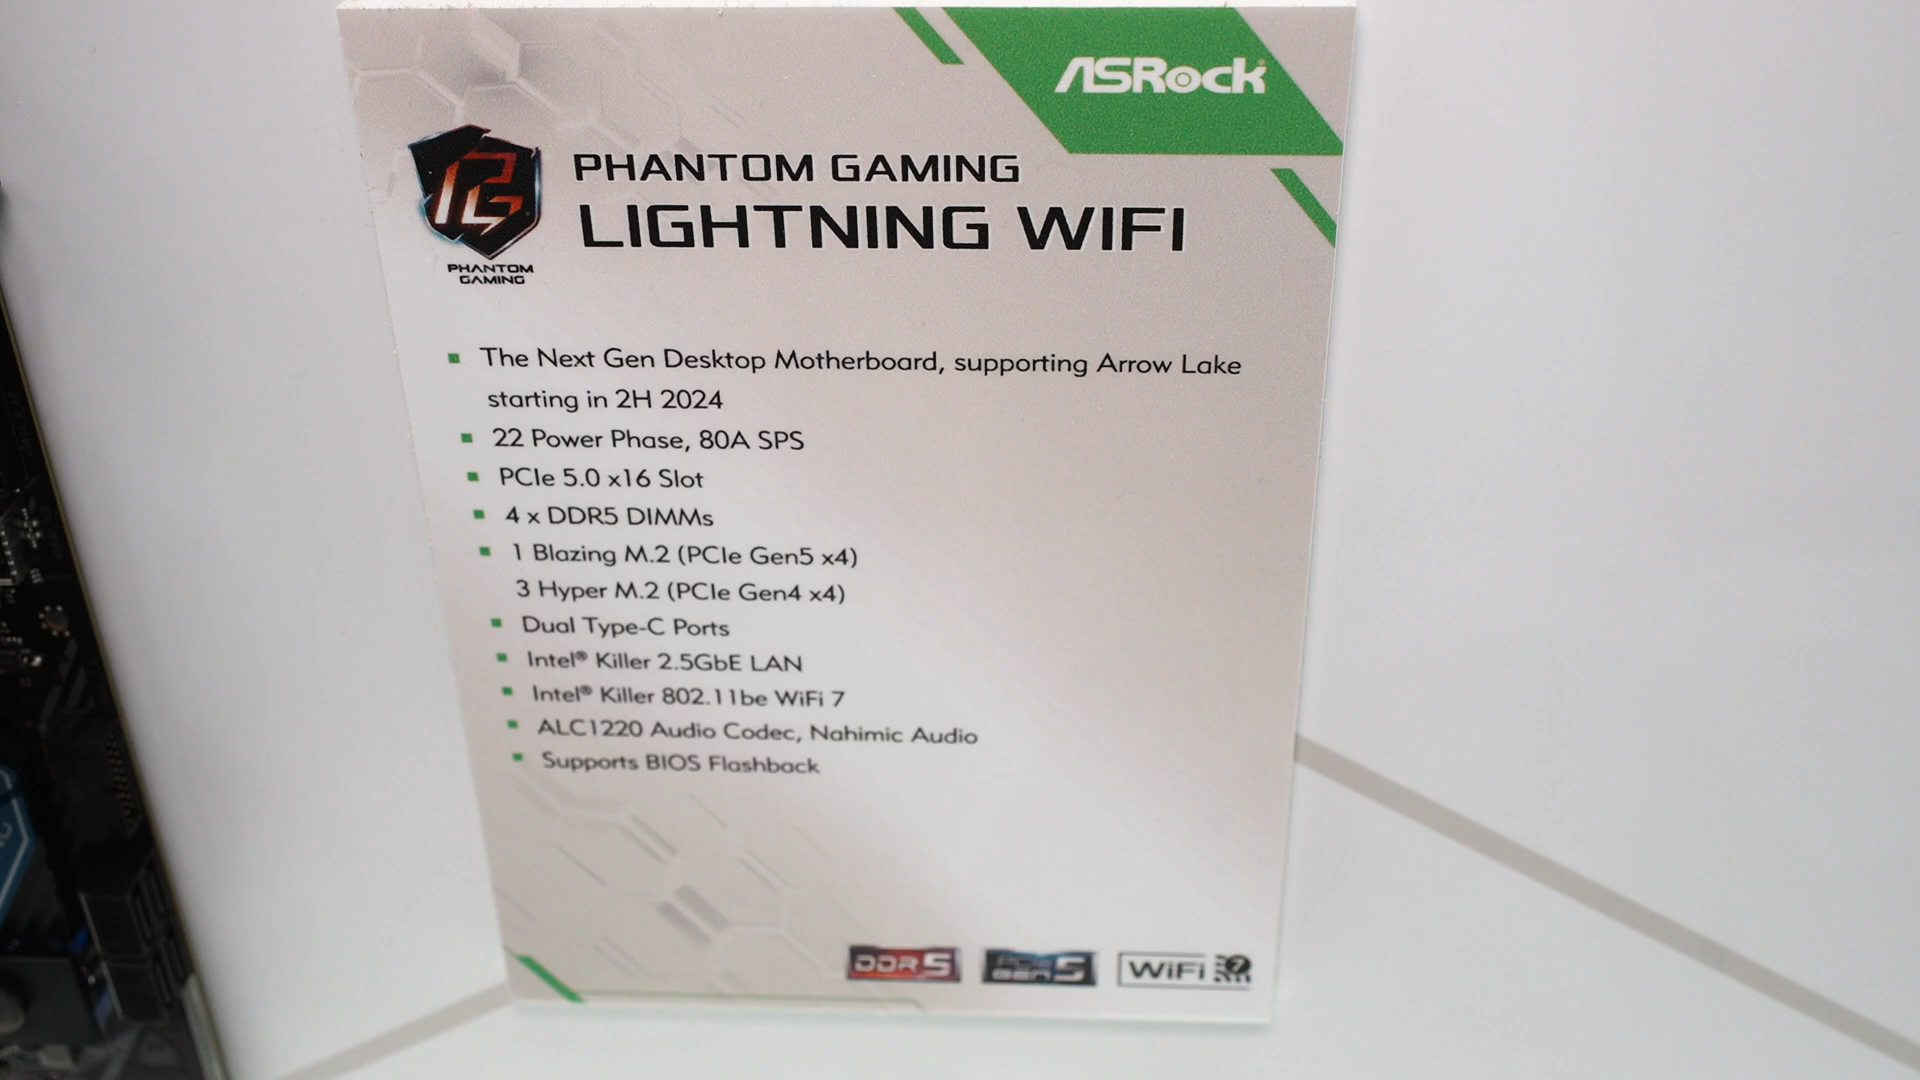 ASRock
PHANTOM GAMING
LIGHTNING WIFI
PHANTOM
GAMING
The Next Gen Desktop Motherboard, supporting Arrow Lake
starting in 2H 2024
22 Power Phase, 80A SPS
PCIe 5.0 x16 Slot
4 x DDR5 DIMMs
1 Blazing M.2 (PCIe Gen5 x4)
3 Hyper M.2 (PCIe Gen4 x4)
Dual Type-C Ports
Intel® Killer 2.5GbE LAN
Intel® Killer 802.11be WiFi 7
ALC1220 Audio Codec, Nahimic Audio
Supports BIOS Flashback
DDR5
PCIe
GEN 5
WiFi 7